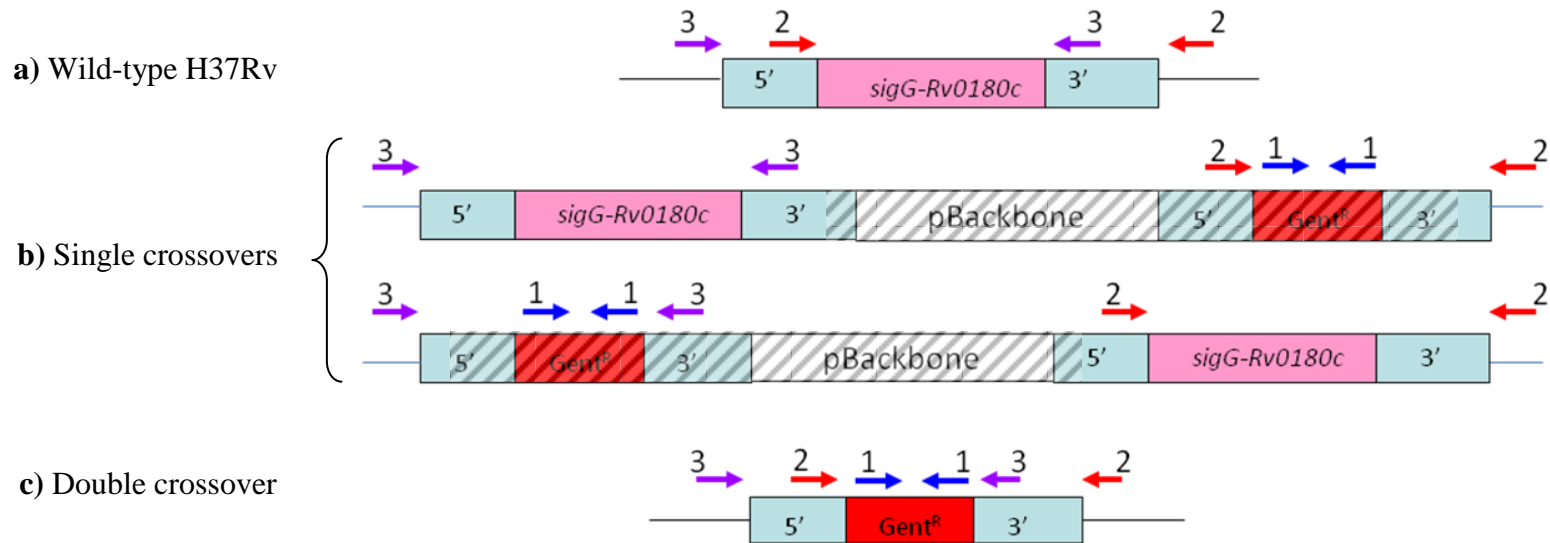 3 2 3 2
a) Wild-type H37Rv
5′ sigG-Rv0180c 3′
3 3 2 1 1 2
5′ sigG-Rv0180c 3′ pBackbone 5′ Gentᴿ 3′
b) Single crossovers
3 1 1 3 2 2
5′ Gentᴿ 3′ pBackbone 5′ sigG-Rv0180c 3′
3 2 1 1 3 2
c) Double crossover
5′ Gentᴿ 3′